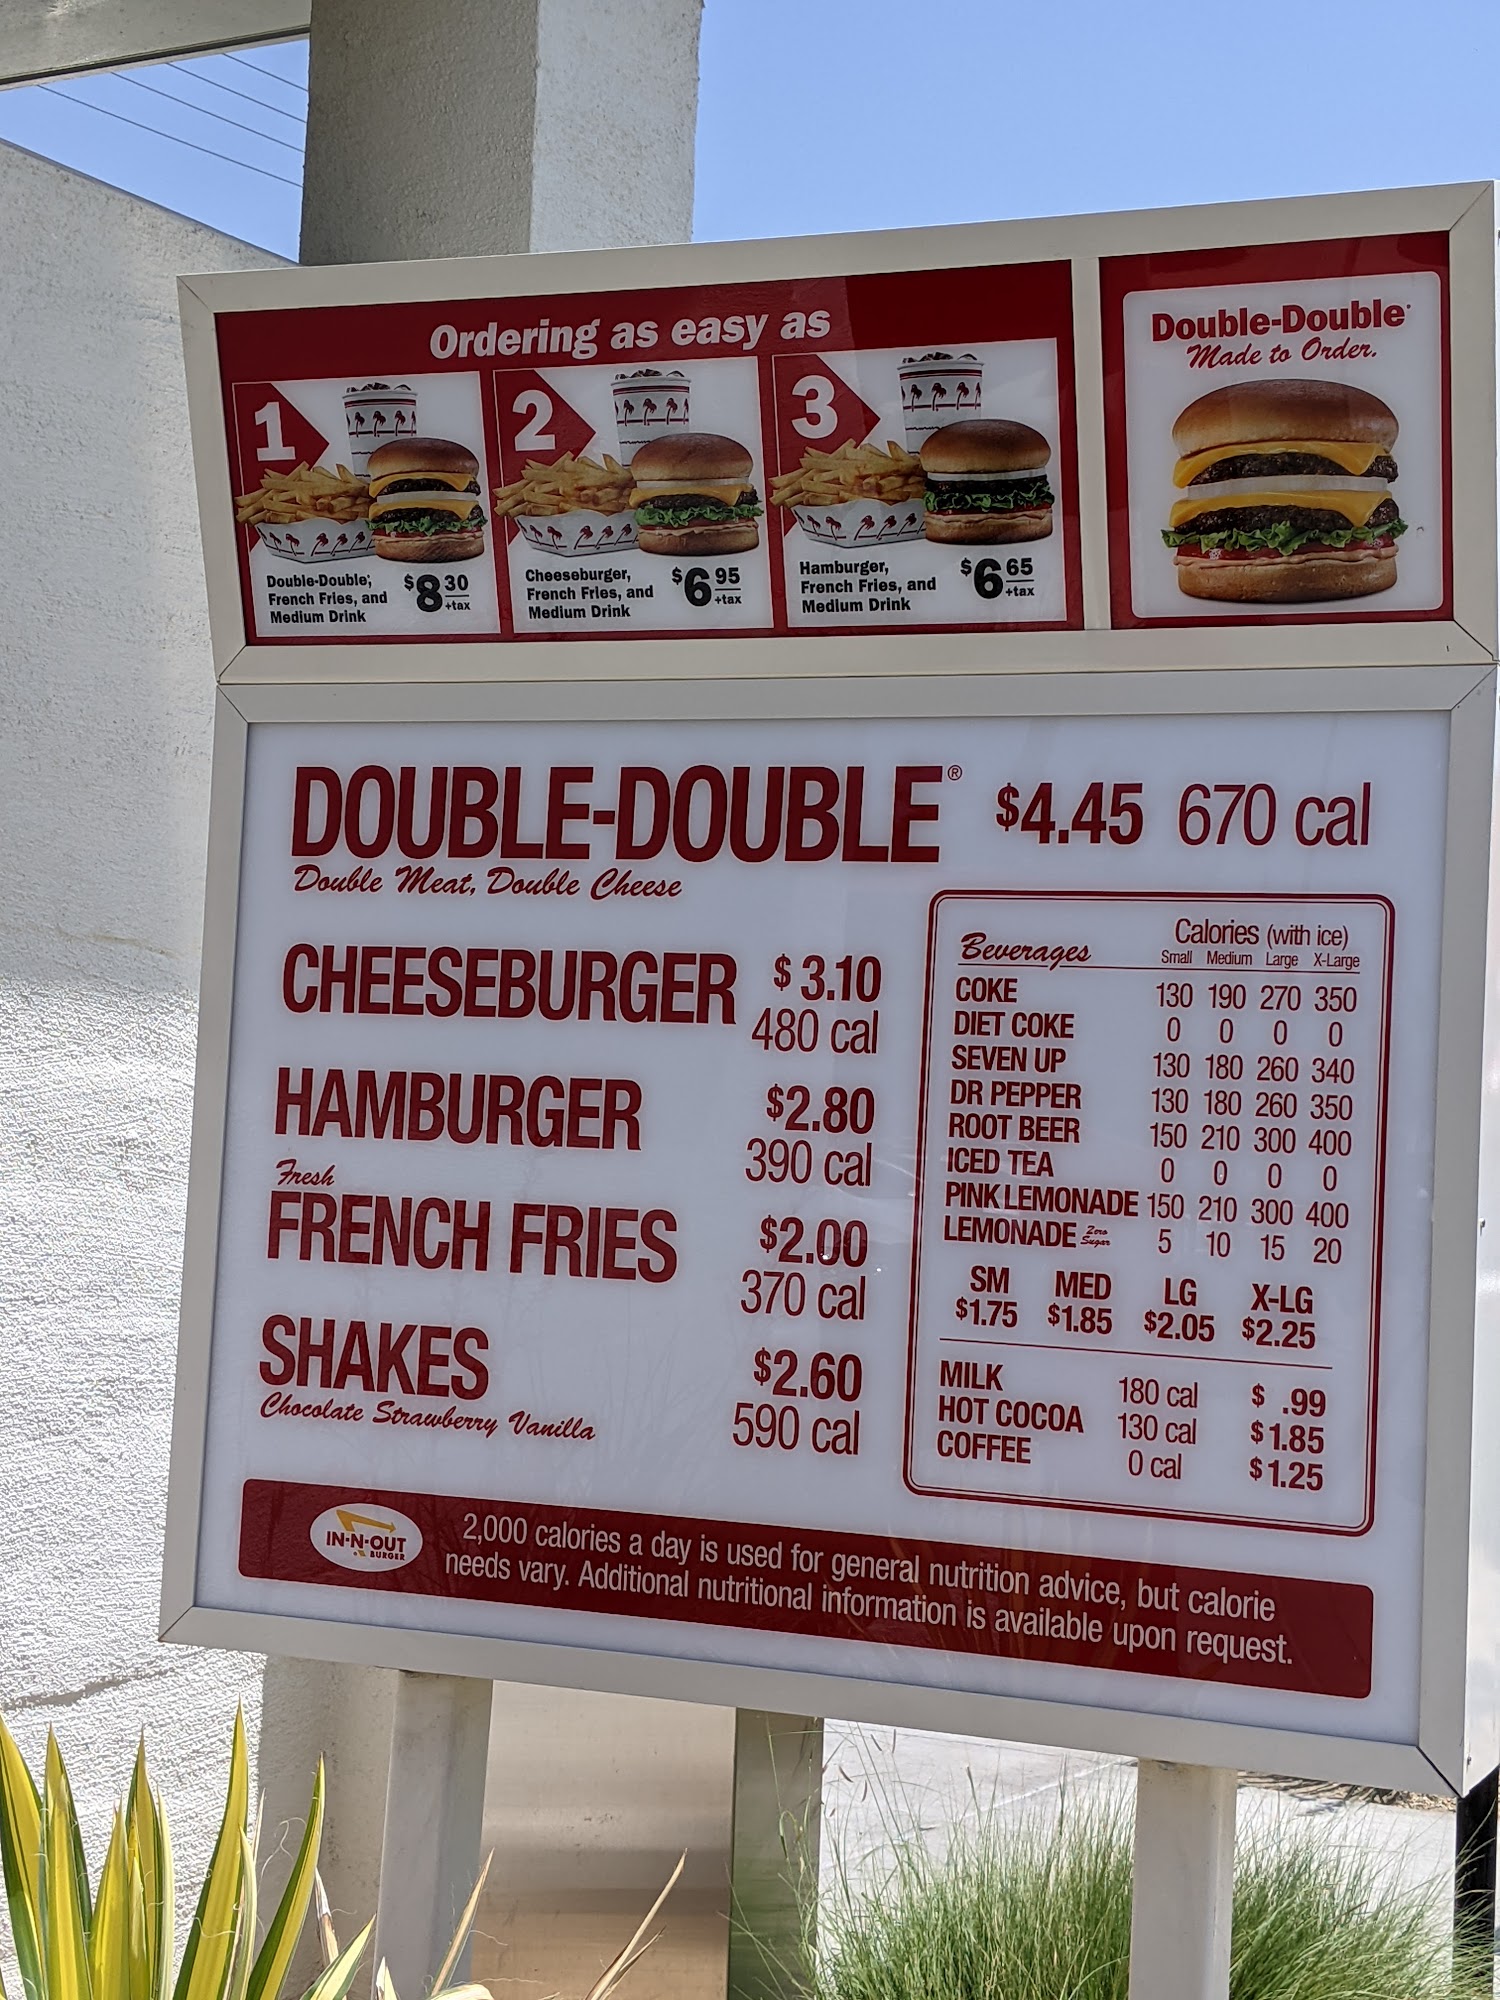 Ordering as easy as
1
Double-Double,
French Fries, and
Medium Drink
$8 30
+tax
2
Cheeseburger,
French Fries, and
Medium Drink
$6 95
+tax
3
Hamburger,
French Fries, and
Medium Drink
$6 65
+tax
Double-Double®
Made to Order.
DOUBLE-DOUBLE® $4.45 670 cal
Double Meat, Double Cheese
CHEESEBURGER $3.10
480 cal
HAMBURGER $2.80
390 cal
Fresh
FRENCH FRIES $2.00
370 cal
SHAKES $2.60
Chocolate Strawberry Vanilla 590 cal
Beverages Calories (with ice)
Small Medium Large X-Large
COKE 130 190 270 350
DIET COKE 0 0 0 0
SEVEN UP 130 180 260 340
DR PEPPER 130 180 260 350
ROOT BEER 150 210 300 400
ICED TEA 0 0 0 0
PINK LEMONADE 150 210 300 400
LEMONADE Zero Sugar 5 10 15 20
SM MED LG X-LG
$1.75 $1.85 $2.05 $2.25
MILK 180 cal $ .99
HOT COCOA 130 cal $1.85
COFFEE 0 cal $1.25
IN-N-OUT
BURGER
2,000 calories a day is used for general nutrition advice, but calorie
needs vary. Additional nutritional information is available upon request.